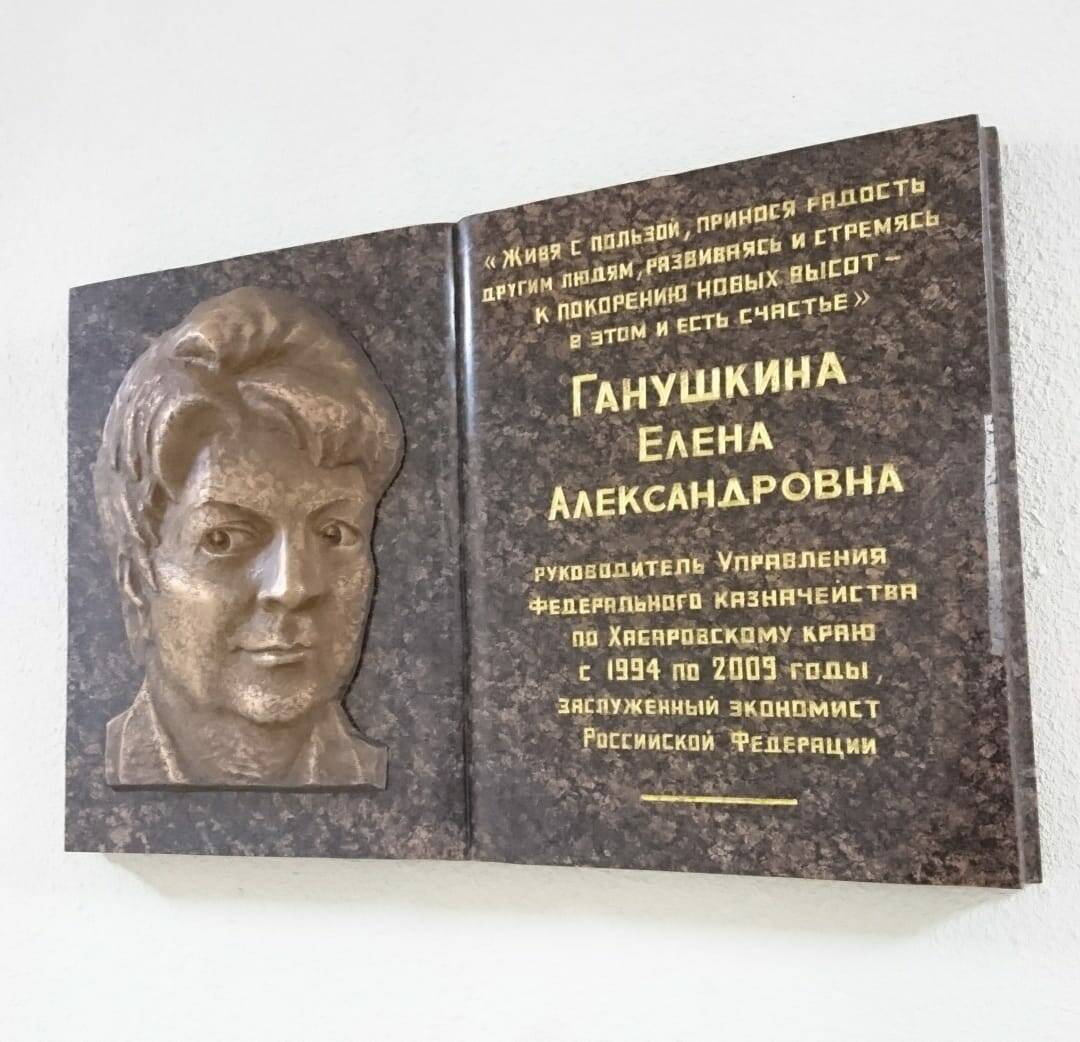 «Живя с пользой, принося радость
другим людям, развиваясь и стремясь
к покорению новых высот –
в этом и есть счастье»
Ганушкина
Елена
Александровна
руководитель Управления
федерального казначейства
по Хабаровскому краю
с 1994 по 2009 годы,
заслуженный экономист
Российской Федерации